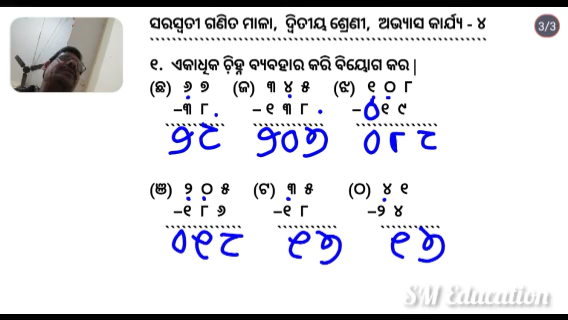 ସରସ୍ୱତୀ ଗଣିତ ମାଳା, ଦ୍ୱିତୀୟ ଶ୍ରେଣୀ, ଅଭ୍ୟାସ କାର୍ଯ୍ୟ - ୪
3/3
୧. ଏକାଧିକ ଚ଼ିହ୍ନ ବ୍ୟବହାର କରି ବିୟୋଗ କର |
(ଛ) ୬ ୭ (ଜ) ୩ ୪ ୫ (ଝ) ୧ ୦ ୮
–୩ ୮ – ୧ ୩ ୮ – ୦ ୧ ୯
୨୯ ୨୦୭ ୦୮୯
(ଞ) ୨ ୦ ୫ (ଟ) ୩ ୫ (ଠ) ୪ ୧
–୧ ୮ ୬ –୧ ୮ –୨ ୪
୦୧୯ ୧୭ ୧୭
SM Education